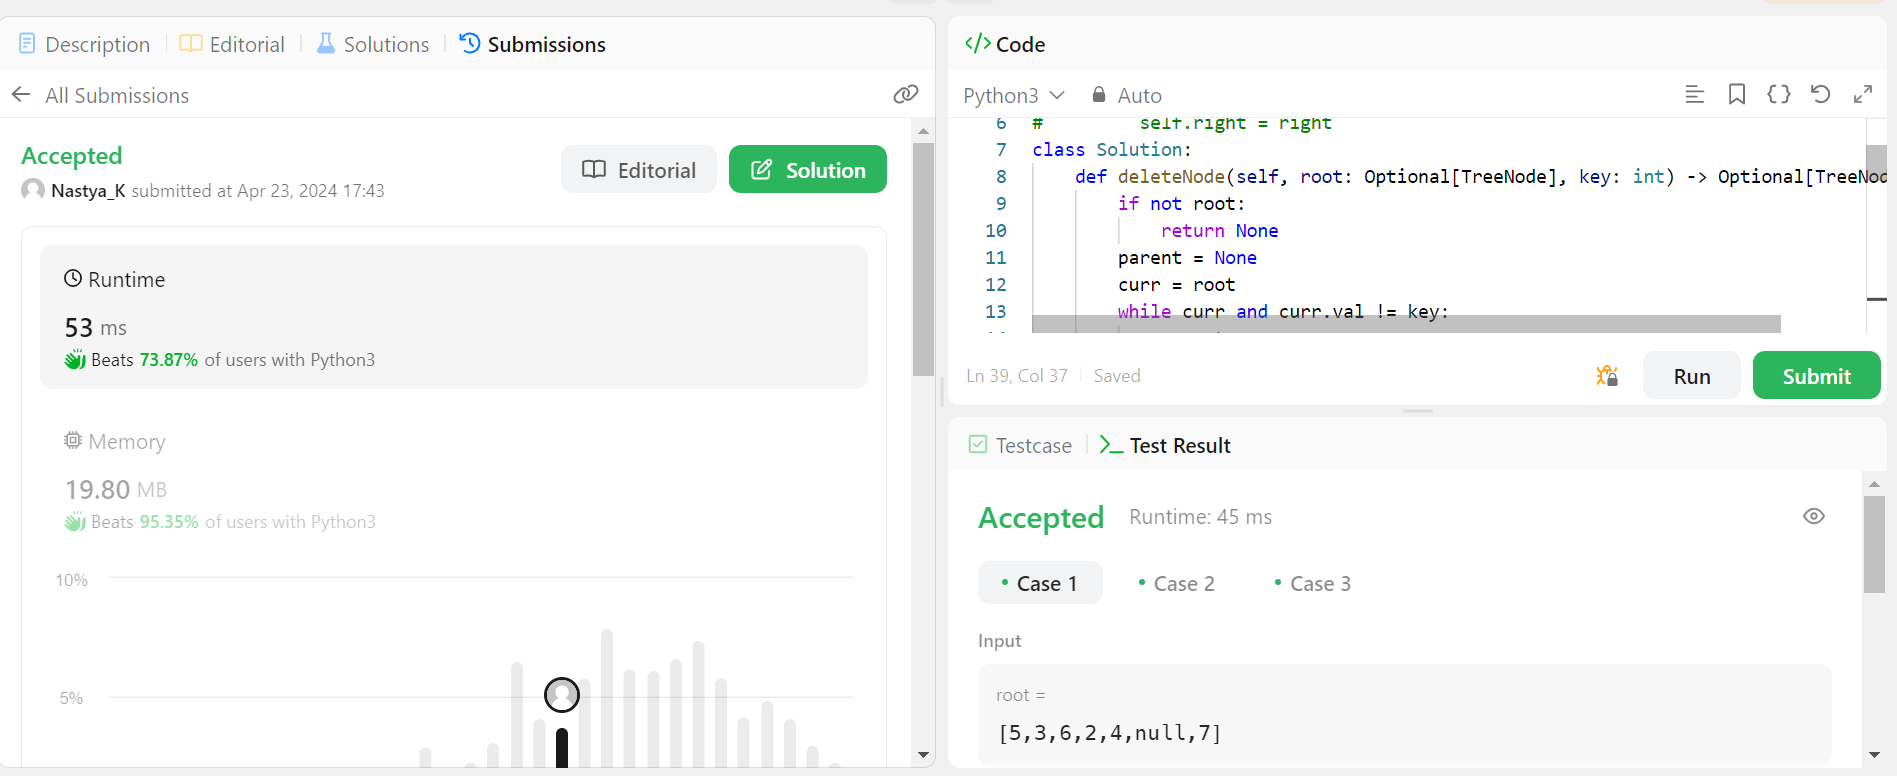 Description
Editorial
Solutions
Submissions
All Submissions
Accepted
Nastya_K submitted at Apr 23, 2024 17:43
Editorial
Solution
Runtime
53 ms
Beats 73.87% of users with Python3
Memory
19.80 MB
Beats 95.35% of users with Python3
10%
5%
</> Code
Python3
Auto
6 # self.right = right
7 class Solution:
8 def deleteNode(self, root: Optional[TreeNode], key: int) -> Optional[TreeNod
9 if not root:
10 return None
11 parent = None
12 curr = root
13 while curr and curr.val != key:
Ln 39, Col 37
Saved
Run
Submit
Testcase
Test Result
Accepted
Runtime: 45 ms
Case 1
Case 2
Case 3
Input
root =
[5,3,6,2,4,null,7]